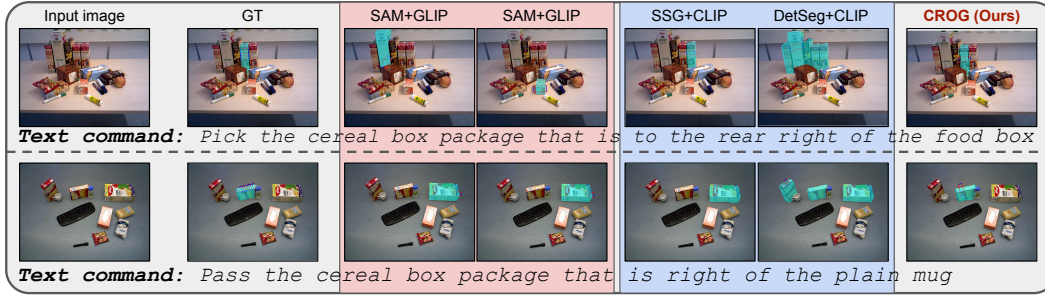 Input image GT SAM+GLIP SAM+GLIP SSG+CLIP DetSeg+CLIP CROG (Ours)
Text command: Pick the cereal box package that is to the rear right of the food box
Text command: Pass the cereal box package that is right of the plain mug